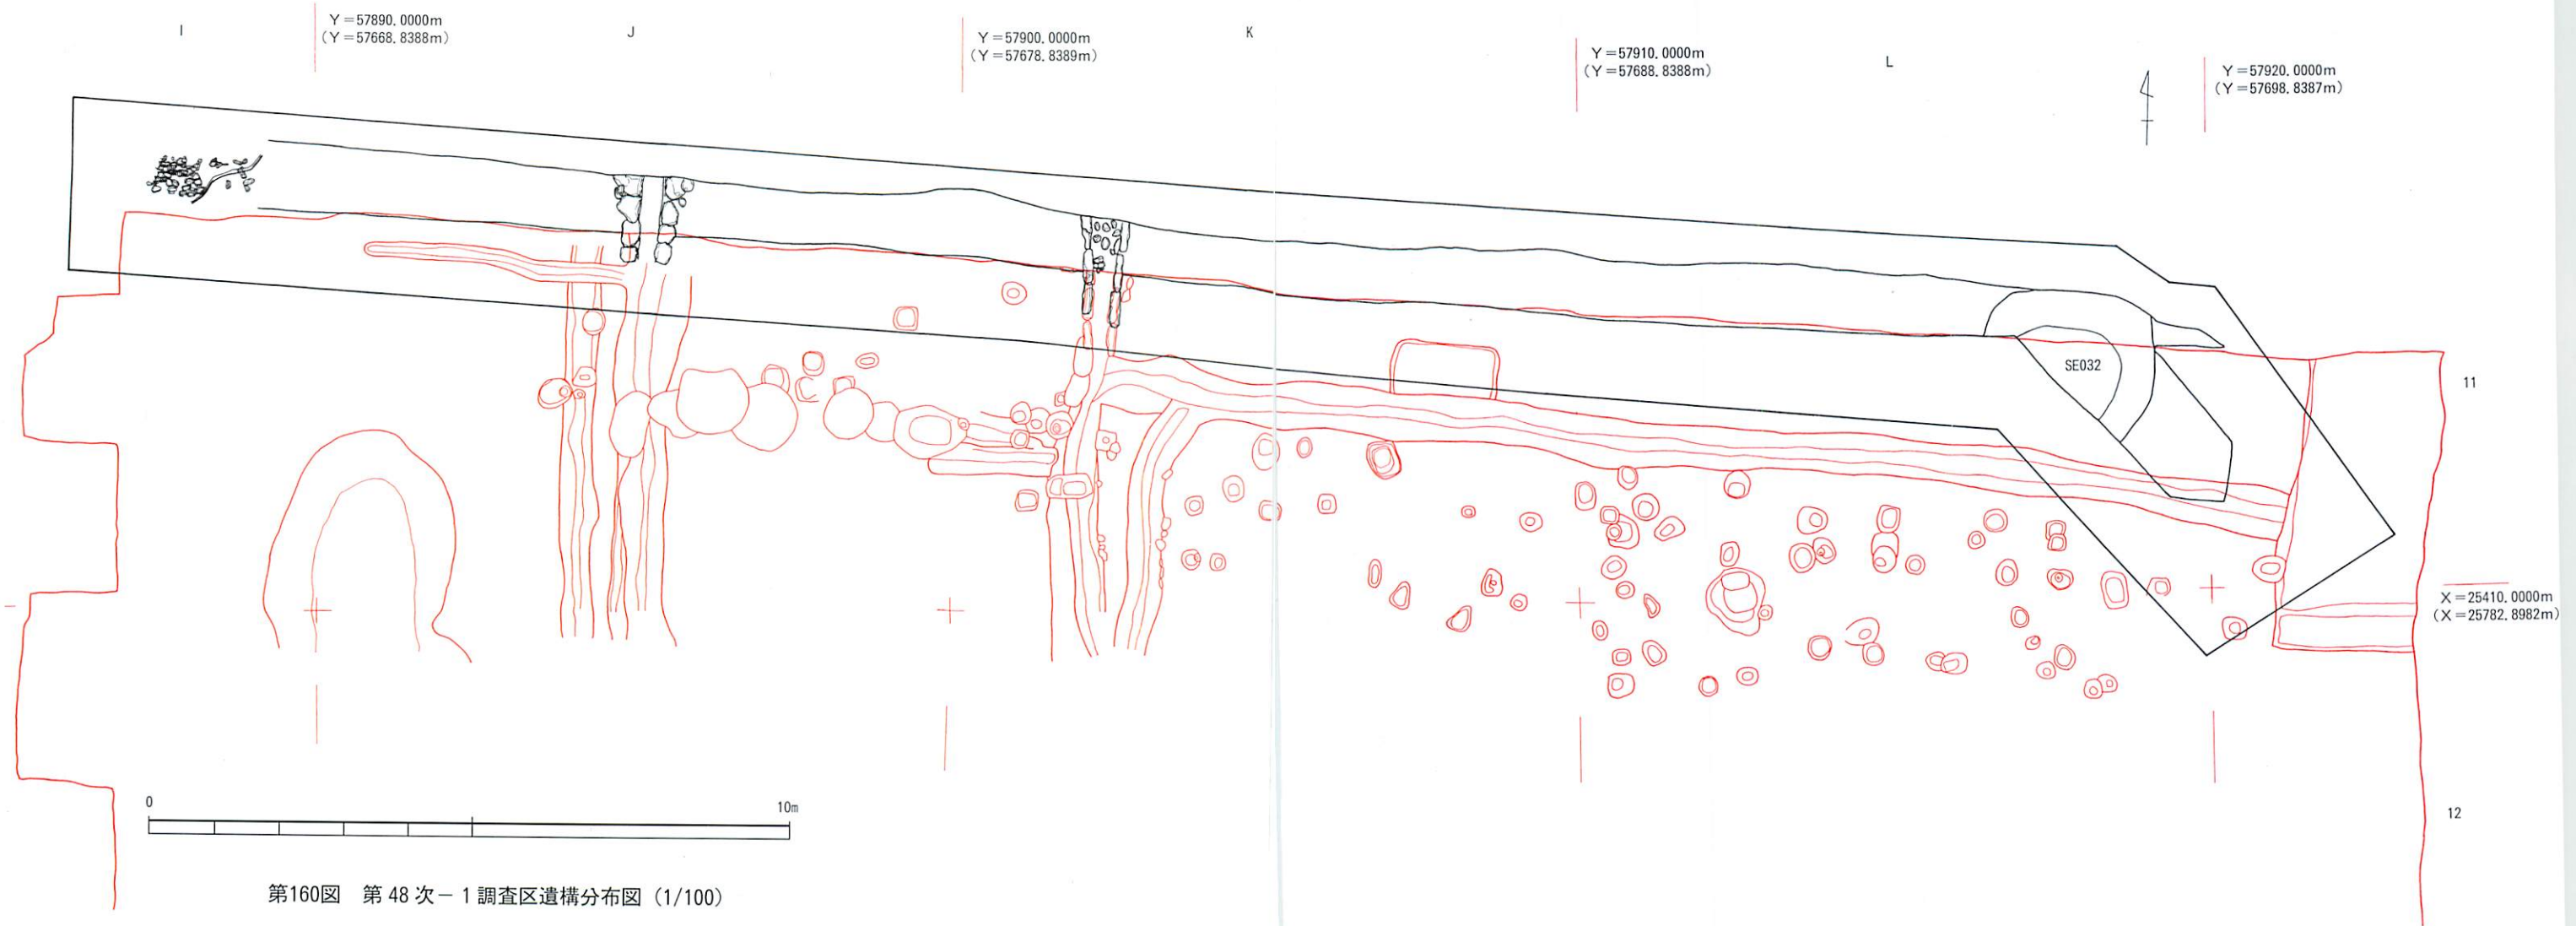 I
Y=57890.0000m
(Y=57668.8388m)
J
Y=57900.0000m
(Y=57678.8389m)
K
Y=57910.0000m
(Y=57688.8388m)
L
Y=57920.0000m
(Y=57698.8387m)
SE032
11
X=25410.0000m
(X=25782.8982m)
12
0
10m
第160図 第48次-1調査区遺構分布図 (1/100)